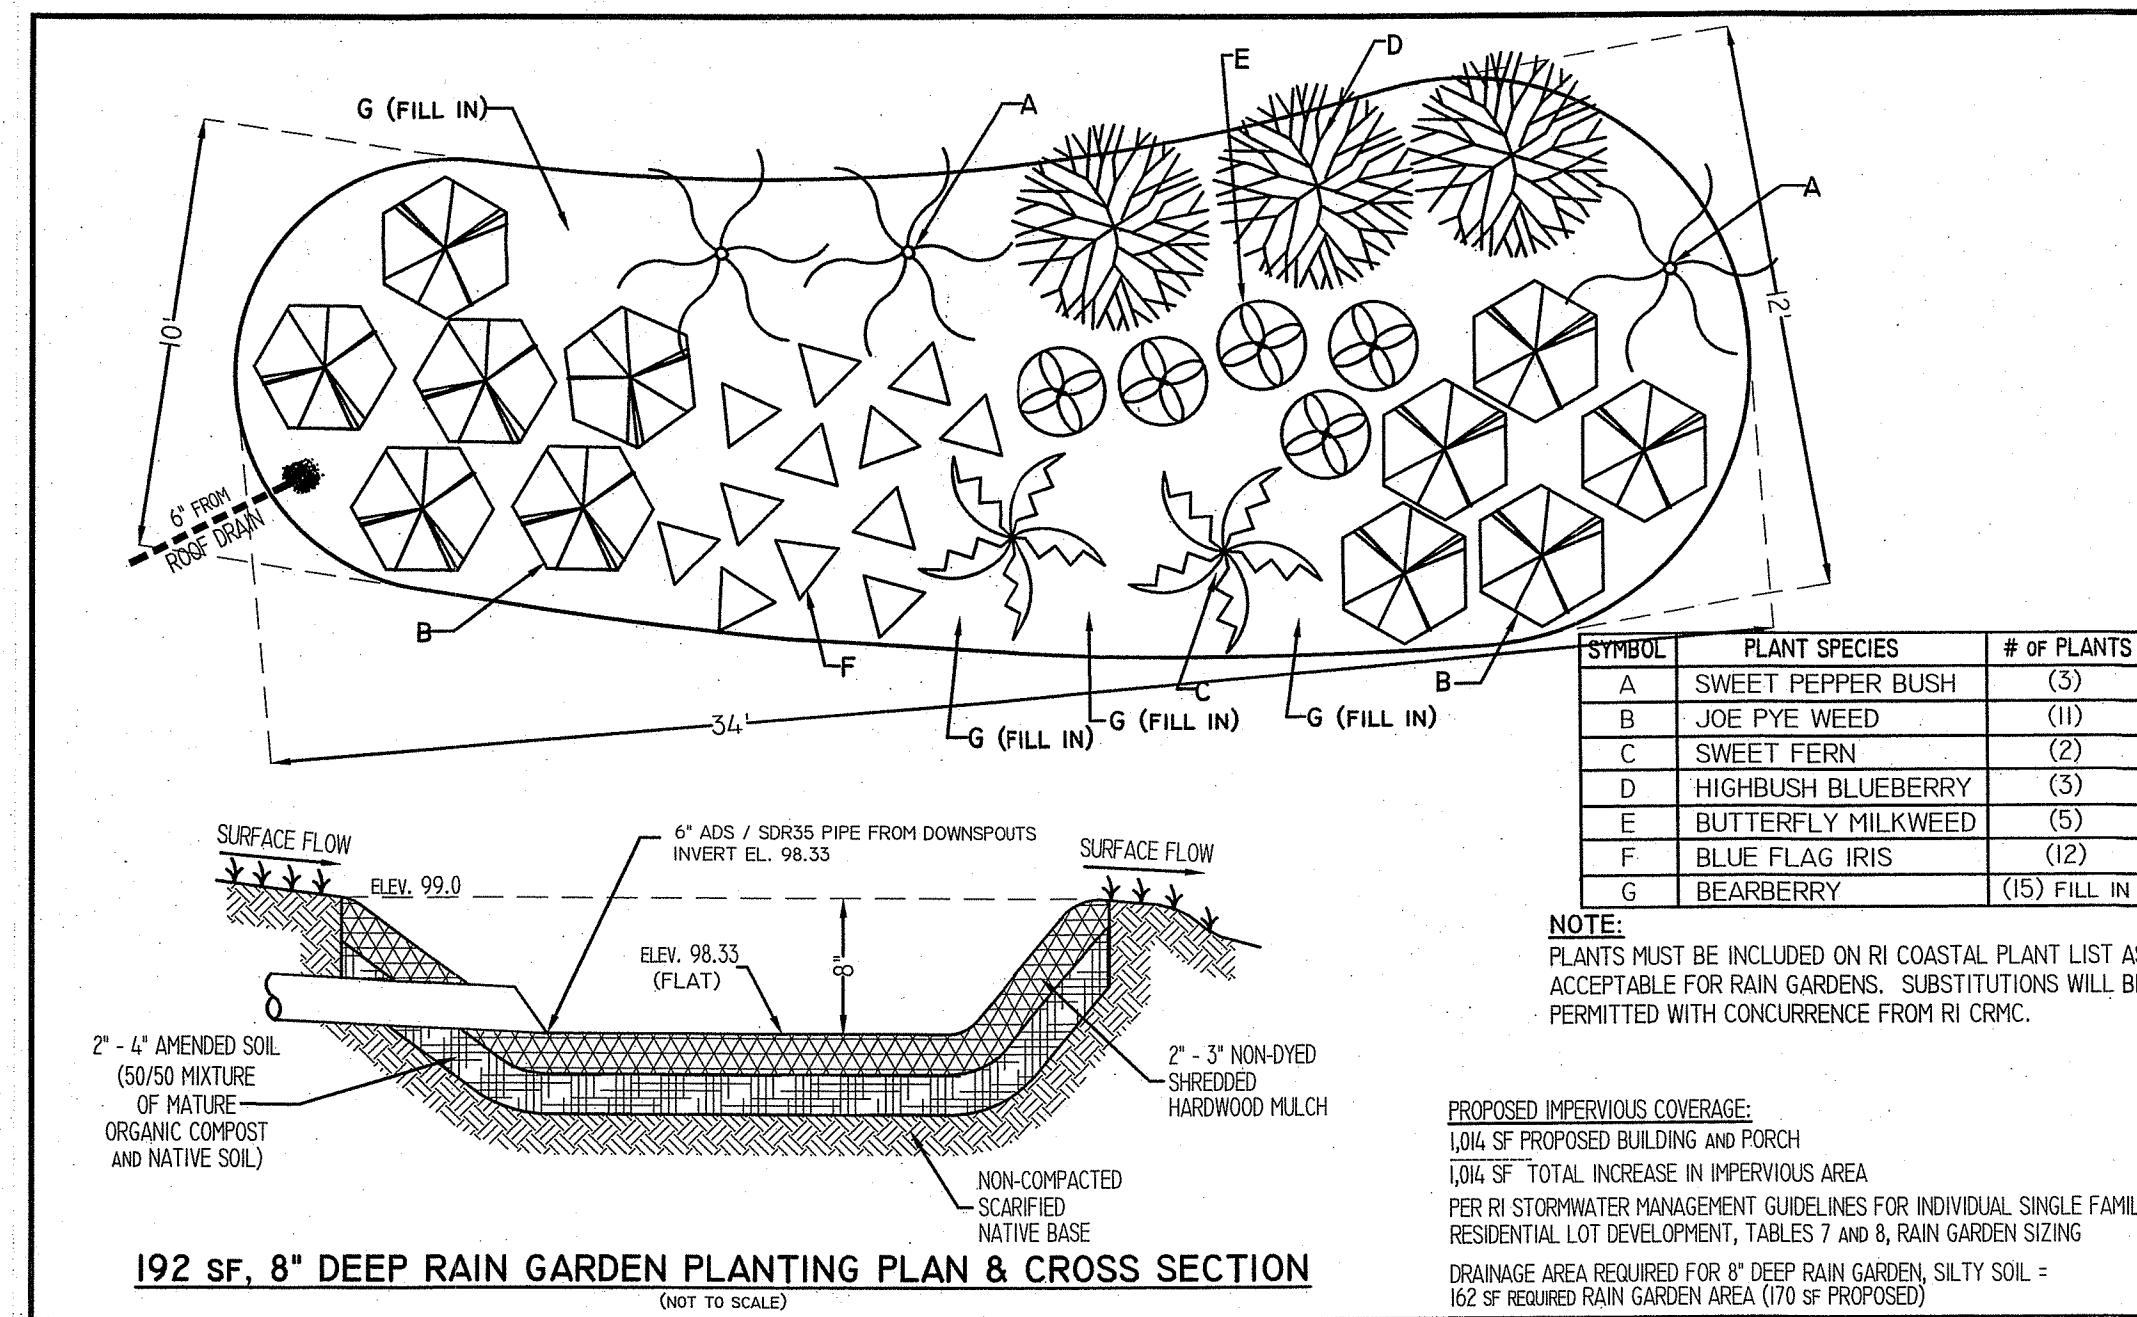 G (FILL IN)
A
E
D
A
10'
12'
6" FROM
ROOF DRAIN
B
F
34'
G (FILL IN)
G (FILL IN)
C
G (FILL IN)
B
SYMBOL PLANT SPECIES # OF PLANTS
A SWEET PEPPER BUSH (3)
B JOE PYE WEED (11)
C SWEET FERN (2)
D HIGHBUSH BLUEBERRY (3)
E BUTTERFLY MILKWEED (5)
F BLUE FLAG IRIS (12)
G BEARBERRY (15) FILL IN
NOTE:
PLANTS MUST BE INCLUDED ON RI COASTAL PLANT LIST AS
ACCEPTABLE FOR RAIN GARDENS. SUBSTITUTIONS WILL BE
PERMITTED WITH CONCURRENCE FROM RI CRMC.
SURFACE FLOW
ELEV. 99.0
6" ADS / SDR35 PIPE FROM DOWNSPOUTS
INVERT EL. 98.33
SURFACE FLOW
ELEV. 98.33
(FLAT)
8"
2" - 4" AMENDED SOIL
(50/50 MIXTURE
OF MATURE
ORGANIC COMPOST
AND NATIVE SOIL)
2" - 3" NON-DYED
SHREDDED
HARDWOOD MULCH
NON-COMPACTED
SCARIFIED
NATIVE BASE
192 SF, 8" DEEP RAIN GARDEN PLANTING PLAN & CROSS SECTION
(NOT TO SCALE)
PROPOSED IMPERVIOUS COVERAGE:
1,014 SF PROPOSED BUILDING AND PORCH
1,014 SF TOTAL INCREASE IN IMPERVIOUS AREA
PER RI STORMWATER MANAGEMENT GUIDELINES FOR INDIVIDUAL SINGLE FAMIL
RESIDENTIAL LOT DEVELOPMENT, TABLES 7 AND 8, RAIN GARDEN SIZING
DRAINAGE AREA REQUIRED FOR 8" DEEP RAIN GARDEN, SILTY SOIL =
162 SF REQUIRED RAIN GARDEN AREA (170 SF PROPOSED)